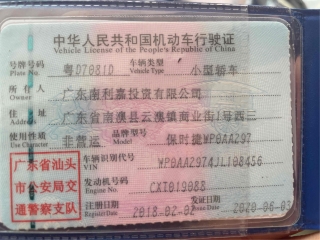 中华人民共和国机动车行驶证
Vehicle License of the People's Republic of China
号牌号码 粤D7081D 车辆类型 小型轿车
Plate No. Vehicle Type
所有人 广东南利嘉投资有限公司
Owner
住址 广东省南澳县云澳镇商业街1号西三
Address
使用性质 非营运 品牌型号 保时捷WP0AA297
Use Character Model
车辆识别代号 WP0AA2974JL108456
VIN
发动机号码 CXT019088
Engine No.
注册日期 2018-02-02 发证日期 2020-06-03
Register Date Issue Date
广东省汕头
市公安局交
通警察支队